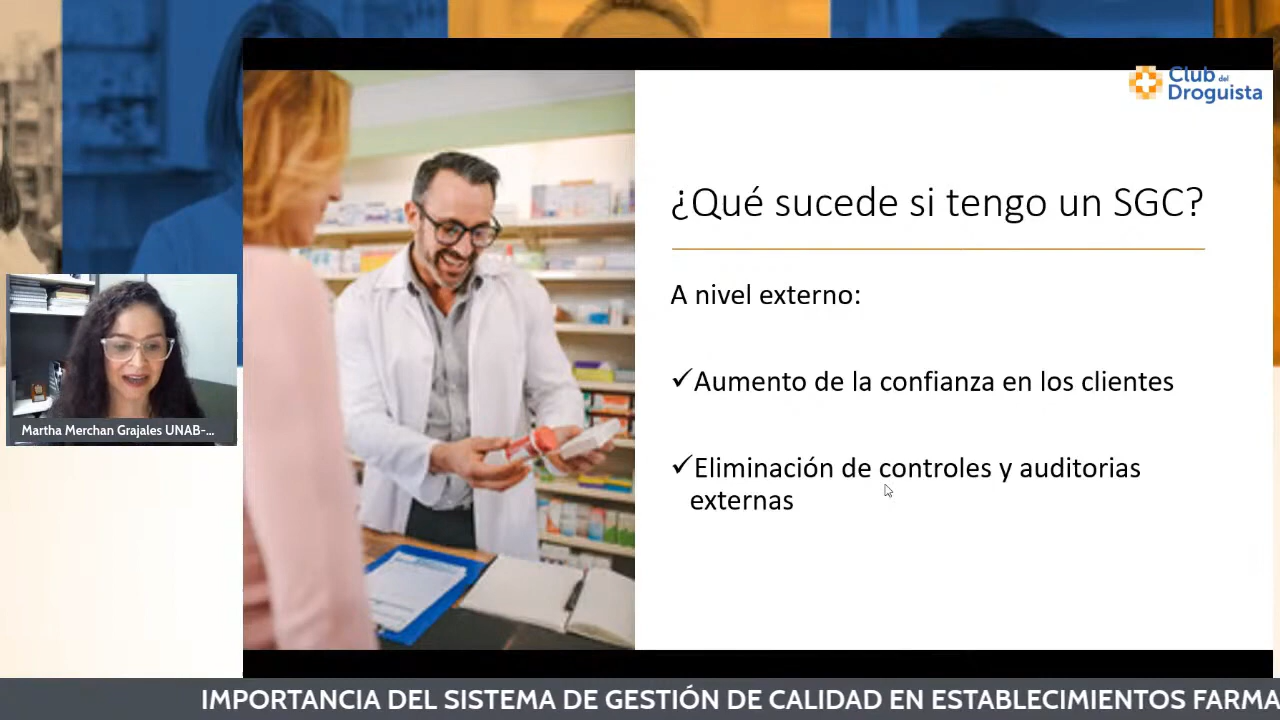 Club del
Droguista
¿Qué sucede si tengo un SGC?
A nivel externo:
✓Aumento de la confianza en los clientes
✓Eliminación de controles y auditorias
externas
Martha Merchan Grajales UNAB-...
IMPORTANCIA DEL SISTEMA DE GESTIÓN DE CALIDAD EN ESTABLECIMIENTOS FARMA